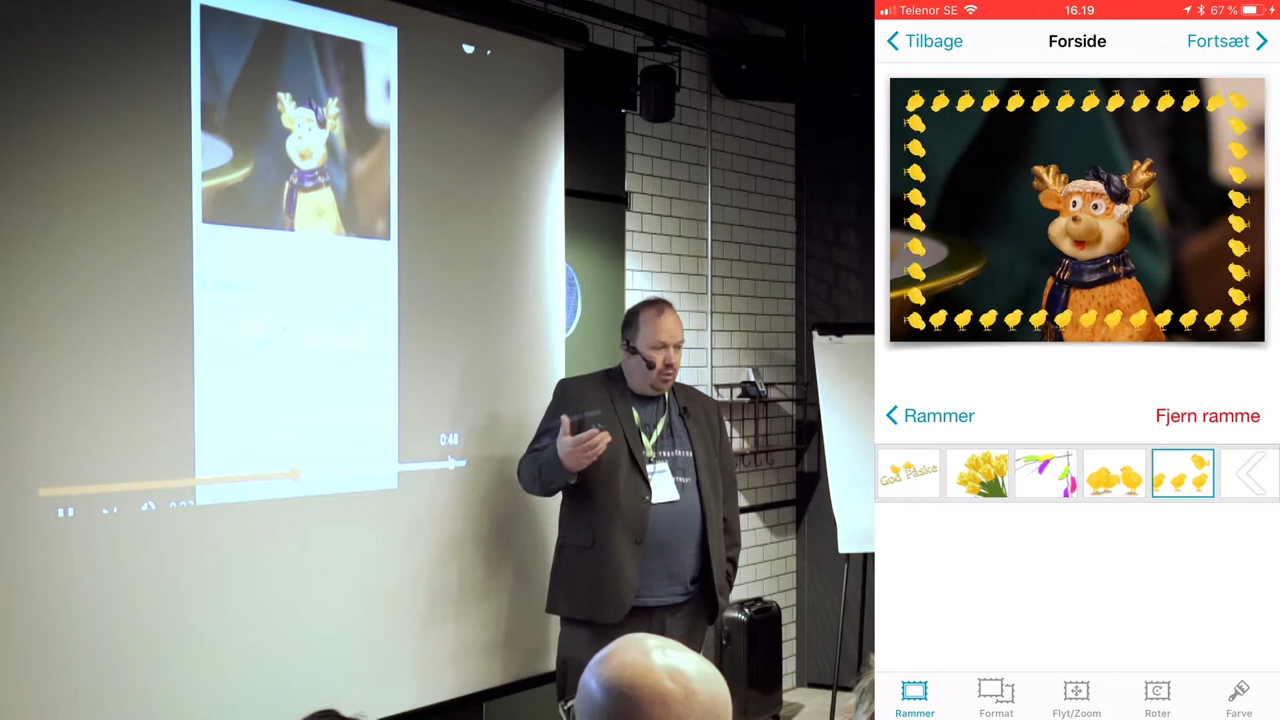 0:48
Telenor SE
16.19
67 %
Tilbage
Forside
Fortsæt
Rammer
Fjern ramme
God Påske
Rammer
Format
Flyt/Zoom
Roter
Farve